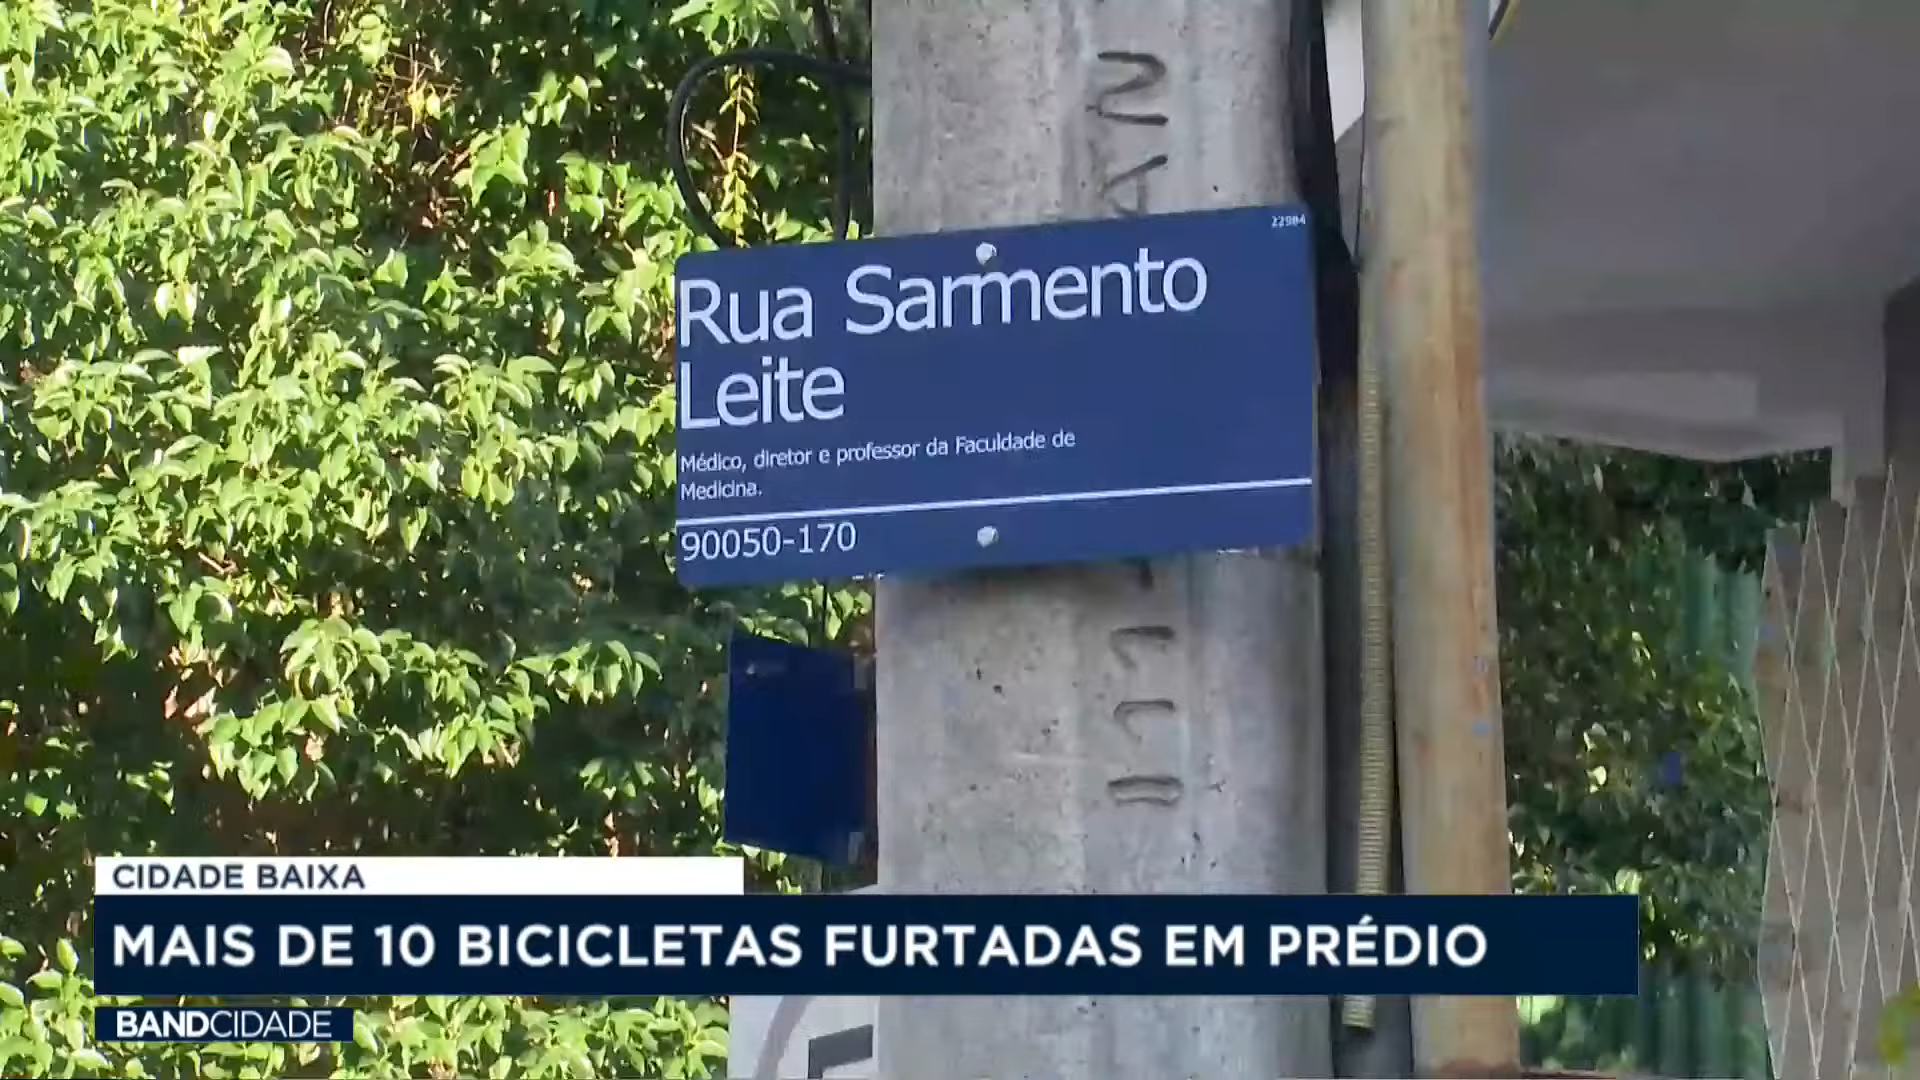 22984
Rua Sarmento
Leite
Médico, diretor e professor da Faculdade de
Medicina.
90050-170
CIDADE BAIXA
MAIS DE 10 BICICLETAS FURTADAS EM PRÉDIO
BANDCIDADE